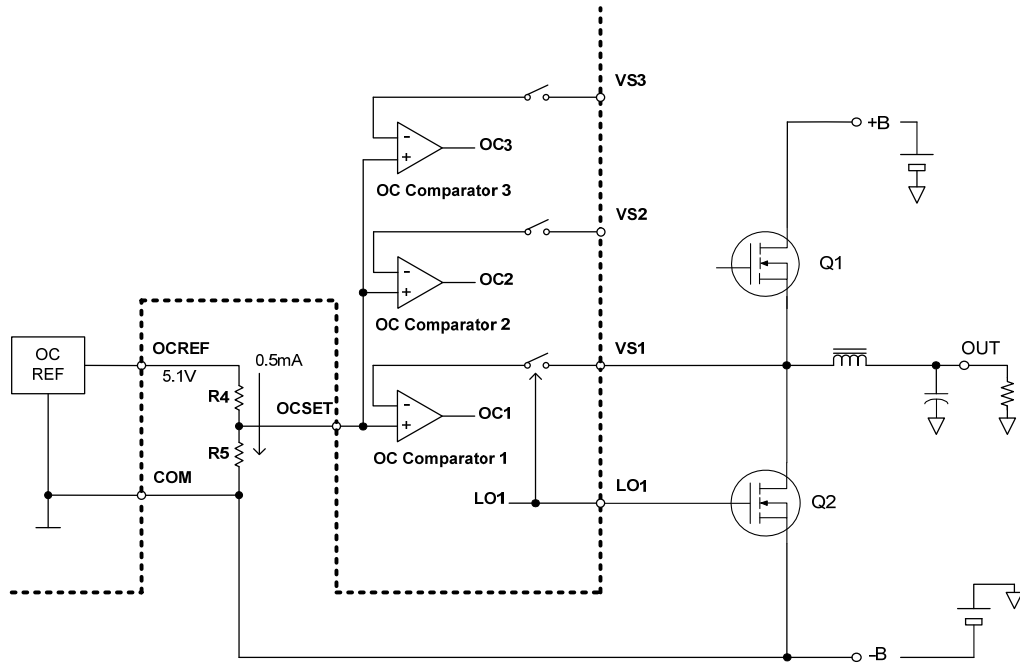 VS3
+B
OC3
OC Comparator 3
VS2
Q1
OC2
OC Comparator 2
OC
REF
OCREF
5.1V
0.5mA
VS1
OUT
R4
OCSET
OC1
R5
OC Comparator 1
COM
LO1
LO1
Q2
-B
-
+
-
+
-
+